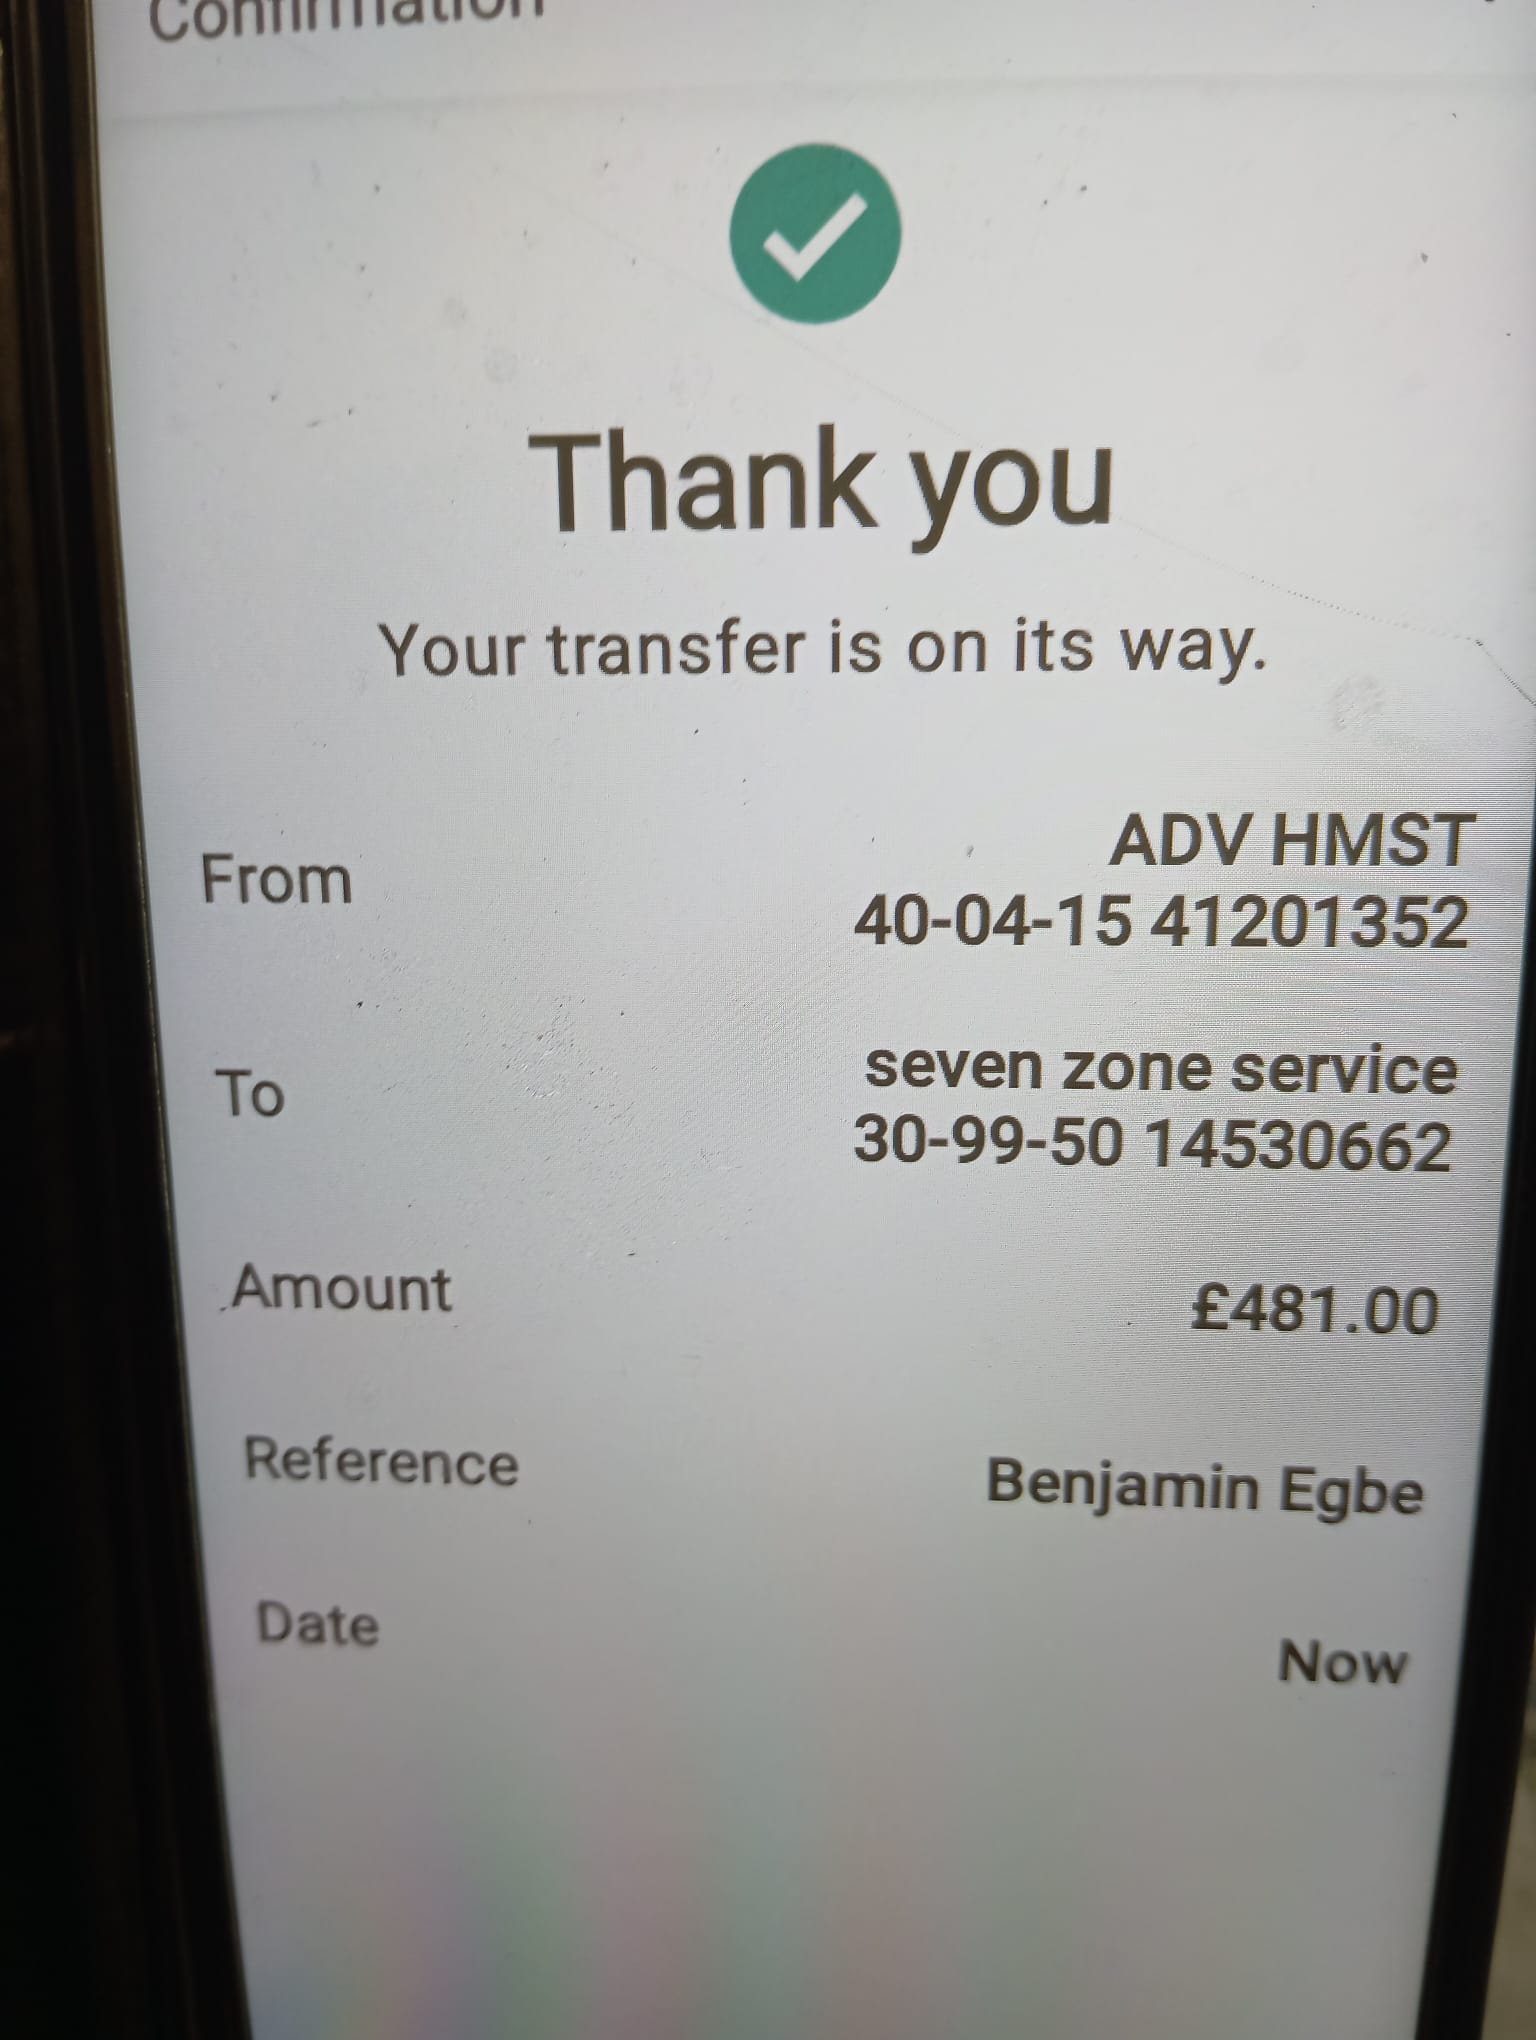 Confirmation
Thank you
Your transfer is on its way.
From
ADV HMST
40-04-15 41201352
To
seven zone service
30-99-50 14530662
Amount
£481.00
Reference
Benjamin Egbe
Date
Now